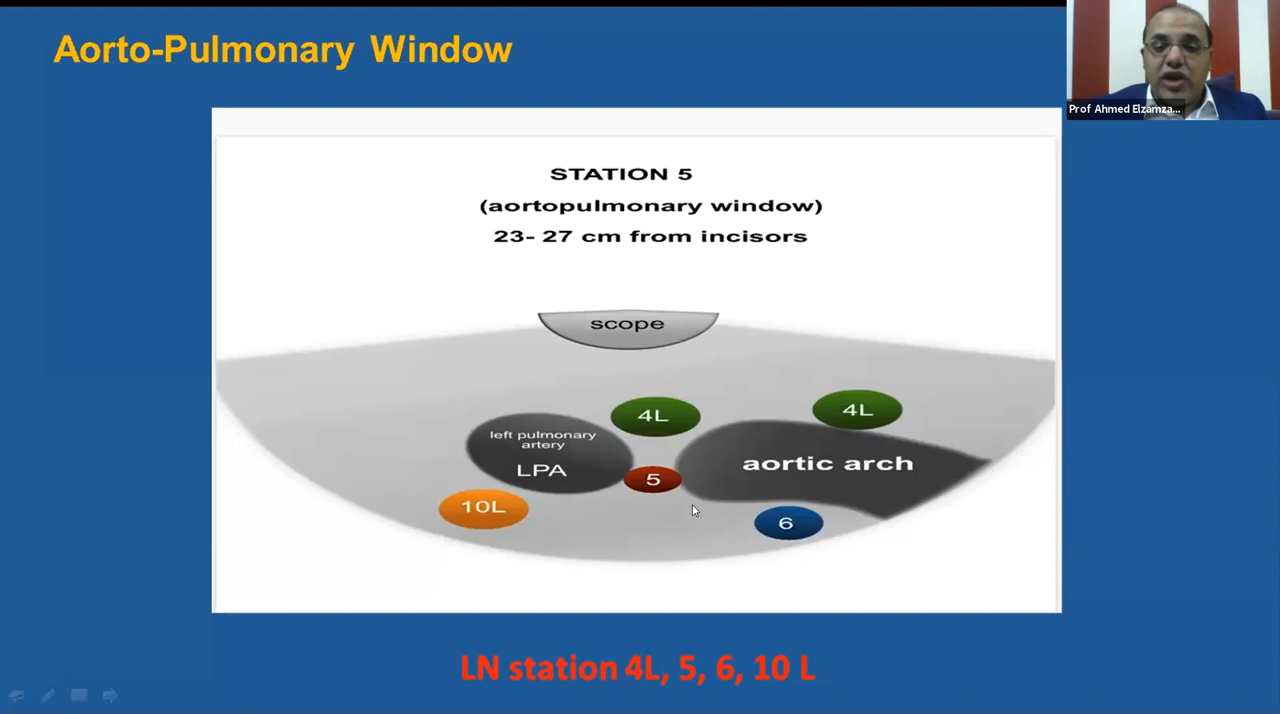 Aorto-Pulmonary Window
Prof Ahmed Elzamza...
STATION 5
(aortopulmonary window)
23- 27 cm from incisors
scope
4L
4L
left pulmonary
artery
LPA
aortic arch
5
10L
6
LN station 4L, 5, 6, 10 L